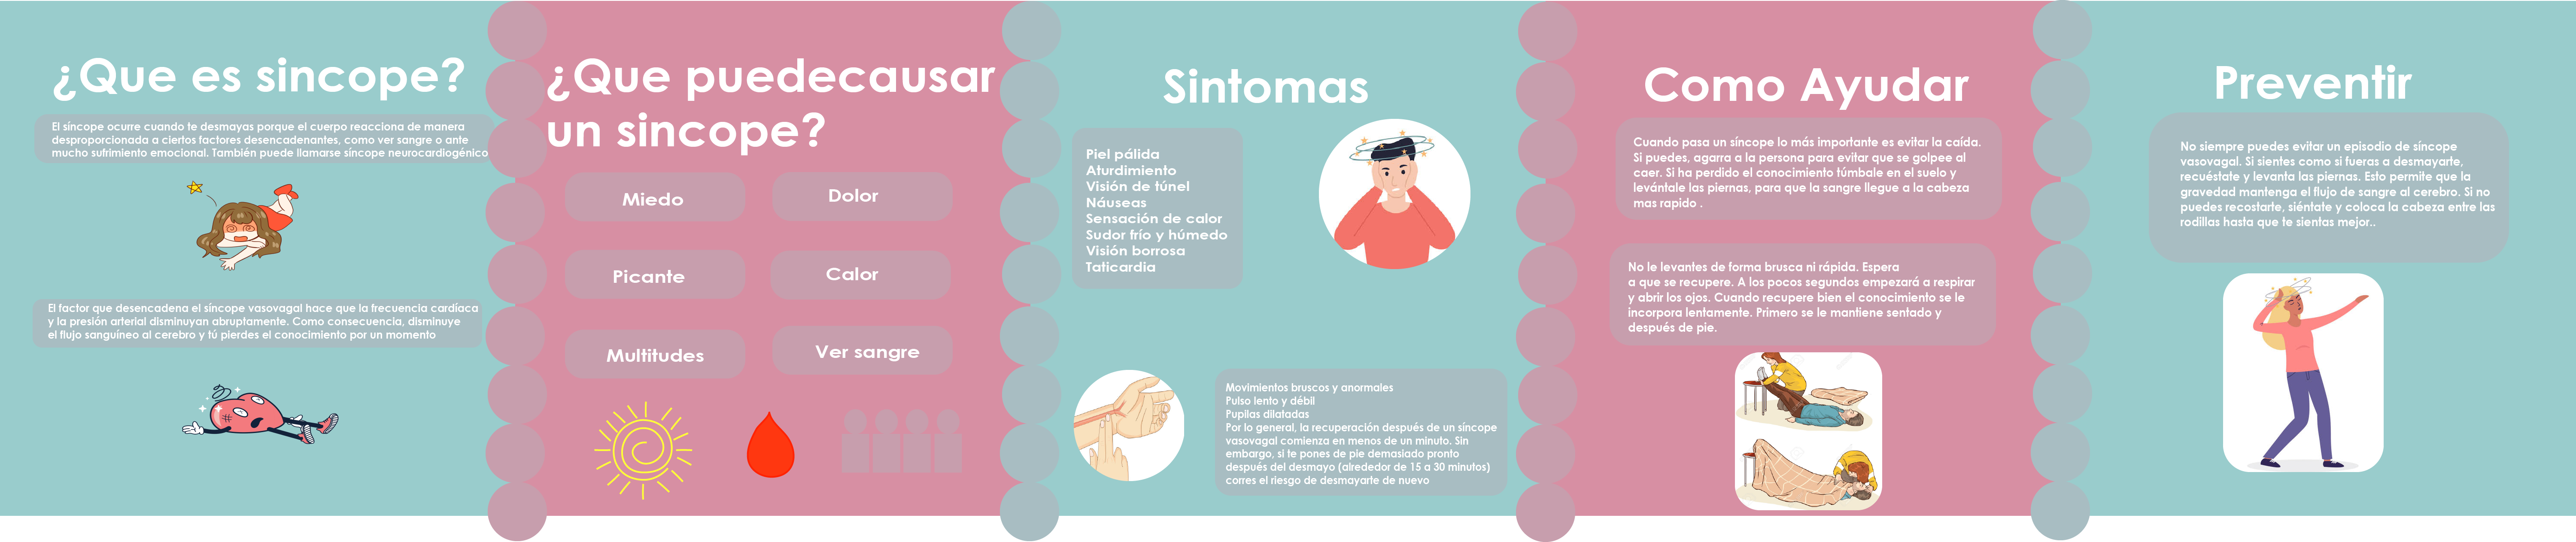 ¿Que es sincope?
El síncope ocurre cuando te desmayas porque el cuerpo reacciona de manera
desproporcionada a ciertos factores desencadenantes, como ver sangre o ante
mucho sufrimiento emocional. También puede llamarse síncope neurocardiogénico
El factor que desencadena el síncope vasovagal hace que la frecuencia cardíaca
y la presión arterial disminuyan abruptamente. Como consecuencia, disminuye
el flujo sanguíneo al cerebro y tú pierdes el conocimiento por un momento
¿Que puedecausar
un sincope?
Miedo
Dolor
Picante
Calor
Multitudes
Ver sangre
Sintomas
Piel pálida
Aturdimiento
Visión de túnel
Náuseas
Sensación de calor
Sudor frío y húmedo
Visión borrosa
Taticardia
Movimientos bruscos y anormales
Pulso lento y débil
Pupilas dilatadas
Por lo general, la recuperación después de un síncope
vasovagal comienza en menos de un minuto. Sin
embargo, si te pones de pie demasiado pronto
después del desmayo (alrededor de 15 a 30 minutos)
corres el riesgo de desmayarte de nuevo
Como Ayudar
Cuando pasa un síncope lo más importante es evitar la caída.
Si puedes, agarra a la persona para evitar que se golpee al
caer. Si ha perdido el conocimiento túmbale en el suelo y
levántale las piernas, para que la sangre llegue a la cabeza
mas rapido .
No le levantes de forma brusca ni rápida. Espera
a que se recupere. A los pocos segundos empezará a respirar
y abrir los ojos. Cuando recupere bien el conocimiento se le
incorpora lentamente. Primero se le mantiene sentado y
después de pie.
Preventir
No siempre puedes evitar un episodio de síncope
vasovagal. Si sientes como si fueras a desmayarte,
recuéstate y levanta las piernas. Esto permite que la
gravedad mantenga el flujo de sangre al cerebro. Si no
puedes recostarte, siéntate y coloca la cabeza entre las
rodillas hasta que te sientas mejor..